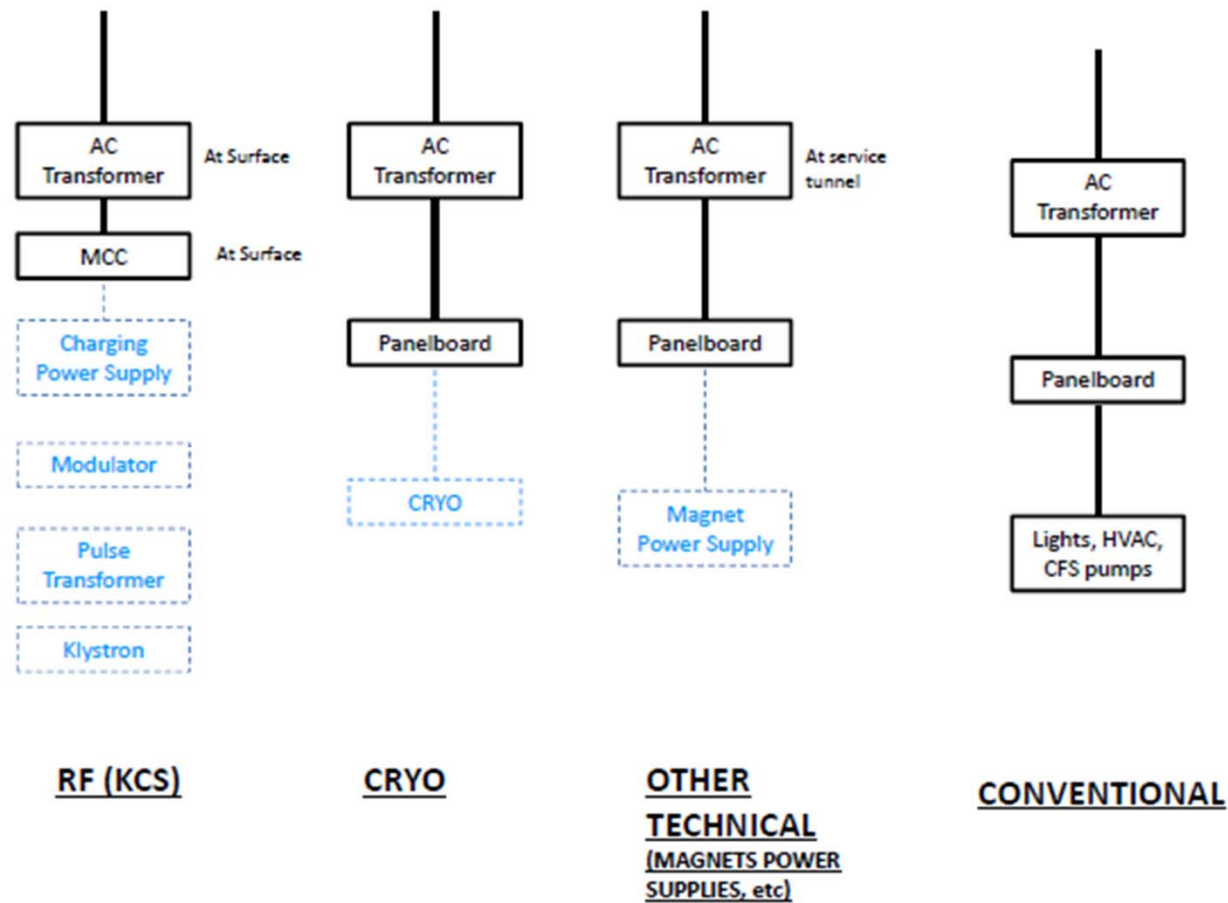 AC
Transformer
At Surface
MCC
At Surface
Charging
Power Supply
Modulator
Pulse
Transformer
Klystron
RF (KCS)
AC
Transformer
Panelboard
CRYO
CRYO
AC
Transformer
At service
tunnel
Panelboard
Magnet
Power Supply
OTHER
TECHNICAL
(MAGNETS POWER
SUPPLIES, etc)
AC
Transformer
Panelboard
Lights, HVAC,
CFS pumps
CONVENTIONAL